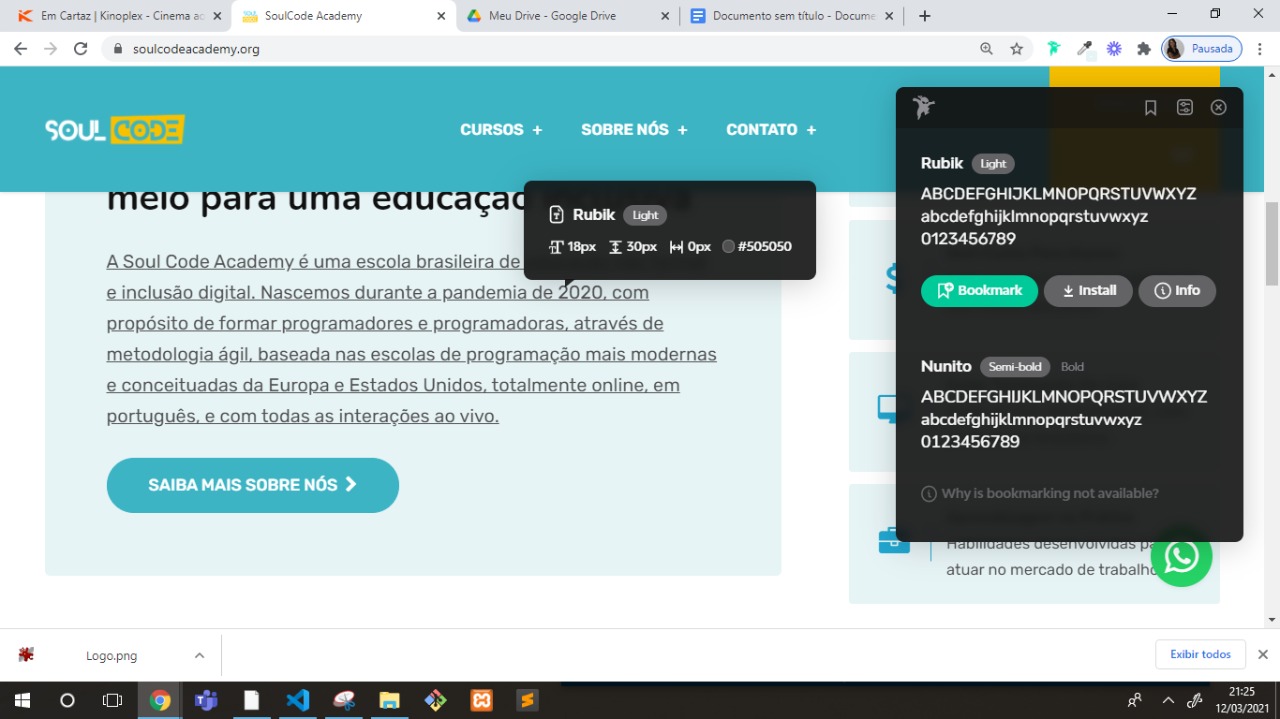 Em Cartaz | Kinoplex - Cinema ao
SoulCode Academy
Meu Drive - Google Drive
Documento sem título - Docume
soulcodeacademy.org
Pausada
SOUL CODE
CURSOS +
SOBRE NÓS +
CONTATO +
meio para uma educação
A Soul Code Academy é uma escola brasileira de
e inclusão digital. Nascemos durante a pandemia de 2020, com
propósito de formar programadores e programadoras, através de
metodologia ágil, baseada nas escolas de programação mais modernas
e conceituadas da Europa e Estados Unidos, totalmente online, em
português, e com todas as interações ao vivo.
SAIBA MAIS SOBRE NÓS
Rubik Light
18px 30px 0px #505050
Rubik Light
ABCDEFGHIJKLMNOPQRSTUVWXYZ
abcdefghijklmnopqrstuvwxyz
0123456789
Bookmark Install Info
Nunito Semi-bold Bold
ABCDEFGHIJKLMNOPQRSTUVWXYZ
abcdefghijklmnopqrstuvwxyz
0123456789
Why is bookmarking not available?
Habilidades desenvolvidas pa
atuar no mercado de trabalho
Logo.png
Exibir todos
21:25
12/03/2021